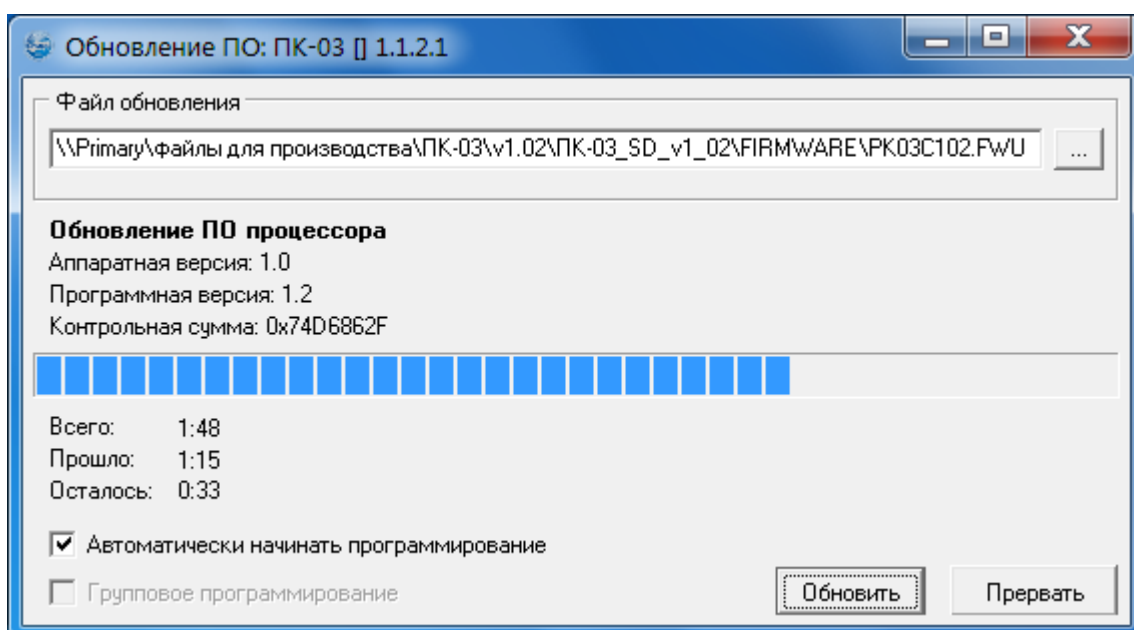 Обновление ПО: ПК-03 [] 1.1.2.1
Файл обновления
\\Primary\файлы для производства\ПК-03\v1.02\ПК-03_SD_v1_02\FIRMWARE\PK03C102.FWU ...
Обновление ПО процессора
Аппаратная версия: 1.0
Программная версия: 1.2
Контрольная сумма: 0x74D6862F
Всего: 1:48
Прошло: 1:15
Осталось: 0:33
Автоматически начинать программирование
Групповое программирование
Обновить Прервать